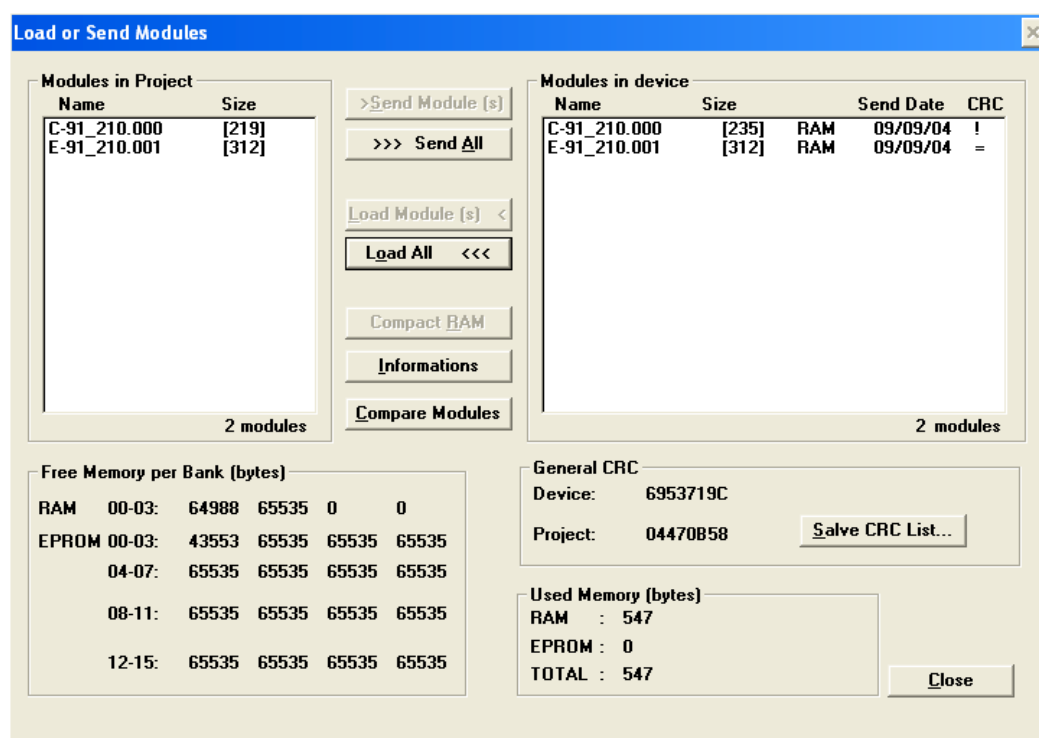 Load or Send Modules
Modules in Project
Name Size
C-91_210.000 [219]
E-91_210.001 [312]
2 modules
>Send Module (s)
>>> Send All
Load Module (s) <
Load All <<<
Compact RAM
Informations
Compare Modules
Modules in device
Name Size Send Date CRC
C-91_210.000 [235] RAM 09/09/04 !
E-91_210.001 [312] RAM 09/09/04 =
2 modules
Free Memory per Bank (bytes)
RAM 00-03: 64988 65535 0 0
EPROM 00-03: 43553 65535 65535 65535
04-07: 65535 65535 65535 65535
08-11: 65535 65535 65535 65535
12-15: 65535 65535 65535 65535
General CRC
Device: 6953719C
Project: 04470B58
Salve CRC List...
Used Memory (bytes)
RAM : 547
EPROM : 0
TOTAL : 547
Close